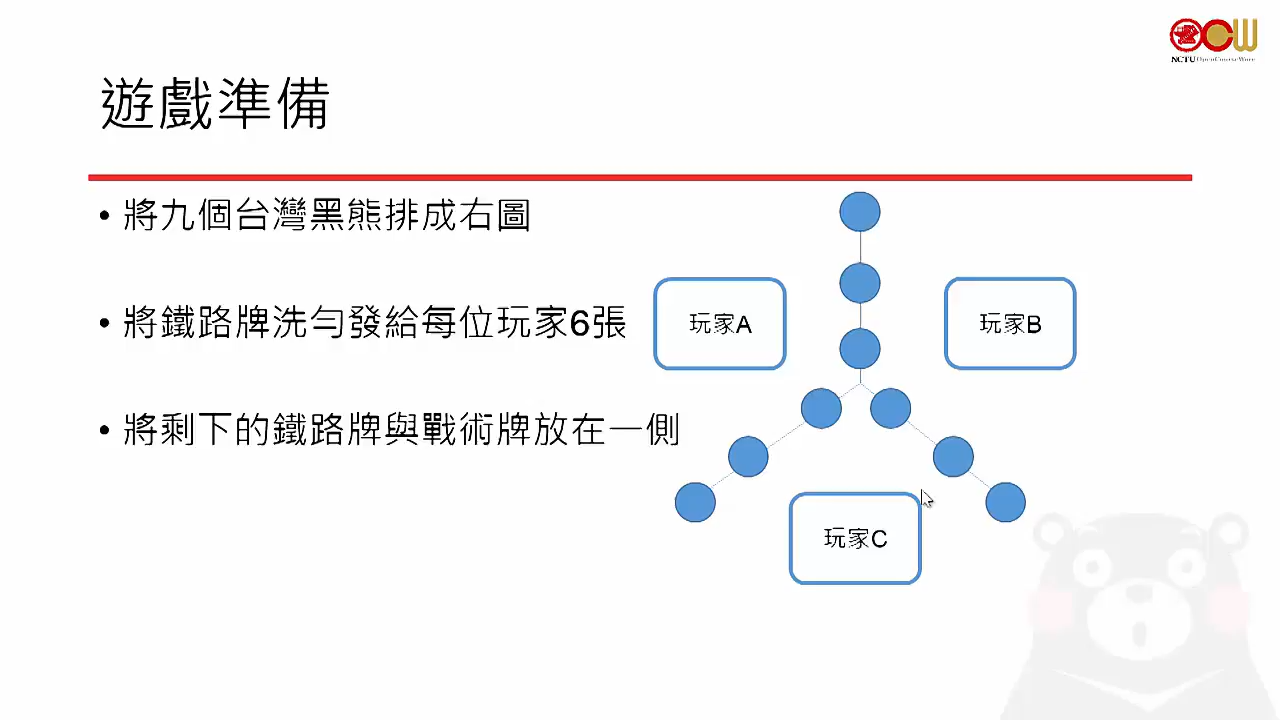 NCTU OpenCourseWare
遊戲準備
• 將九個台灣黑熊排成右圖
• 將鐵路牌洗勻發給每位玩家6張
• 將剩下的鐵路牌與戰術牌放在一側
玩家A
玩家B
玩家C